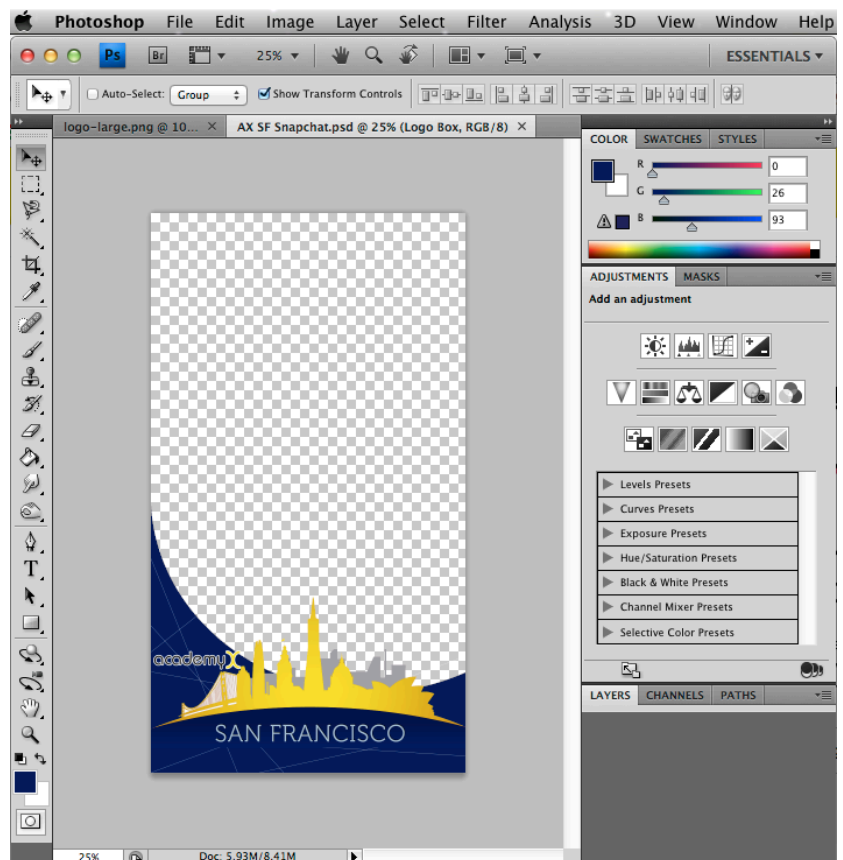 Photoshop File Edit Image Layer Select Filter Analysis 3D View Window Help
Ps Br 25% ESSENTIALS
Auto-Select: Group Show Transform Controls
logo-large.png @ 10... × AX SF Snapchat.psd @ 25% (Logo Box, RGB/8) ×
COLOR SWATCHES STYLES
R 0
G 26
B 93
ADJUSTMENTS MASKS
Add an adjustment
Levels Presets
Curves Presets
Exposure Presets
Hue/Saturation Presets
Black & White Presets
Channel Mixer Presets
Selective Color Presets
LAYERS CHANNELS PATHS
T
academyX
SAN FRANCISCO
25% Doc: 5.93M/8.41M